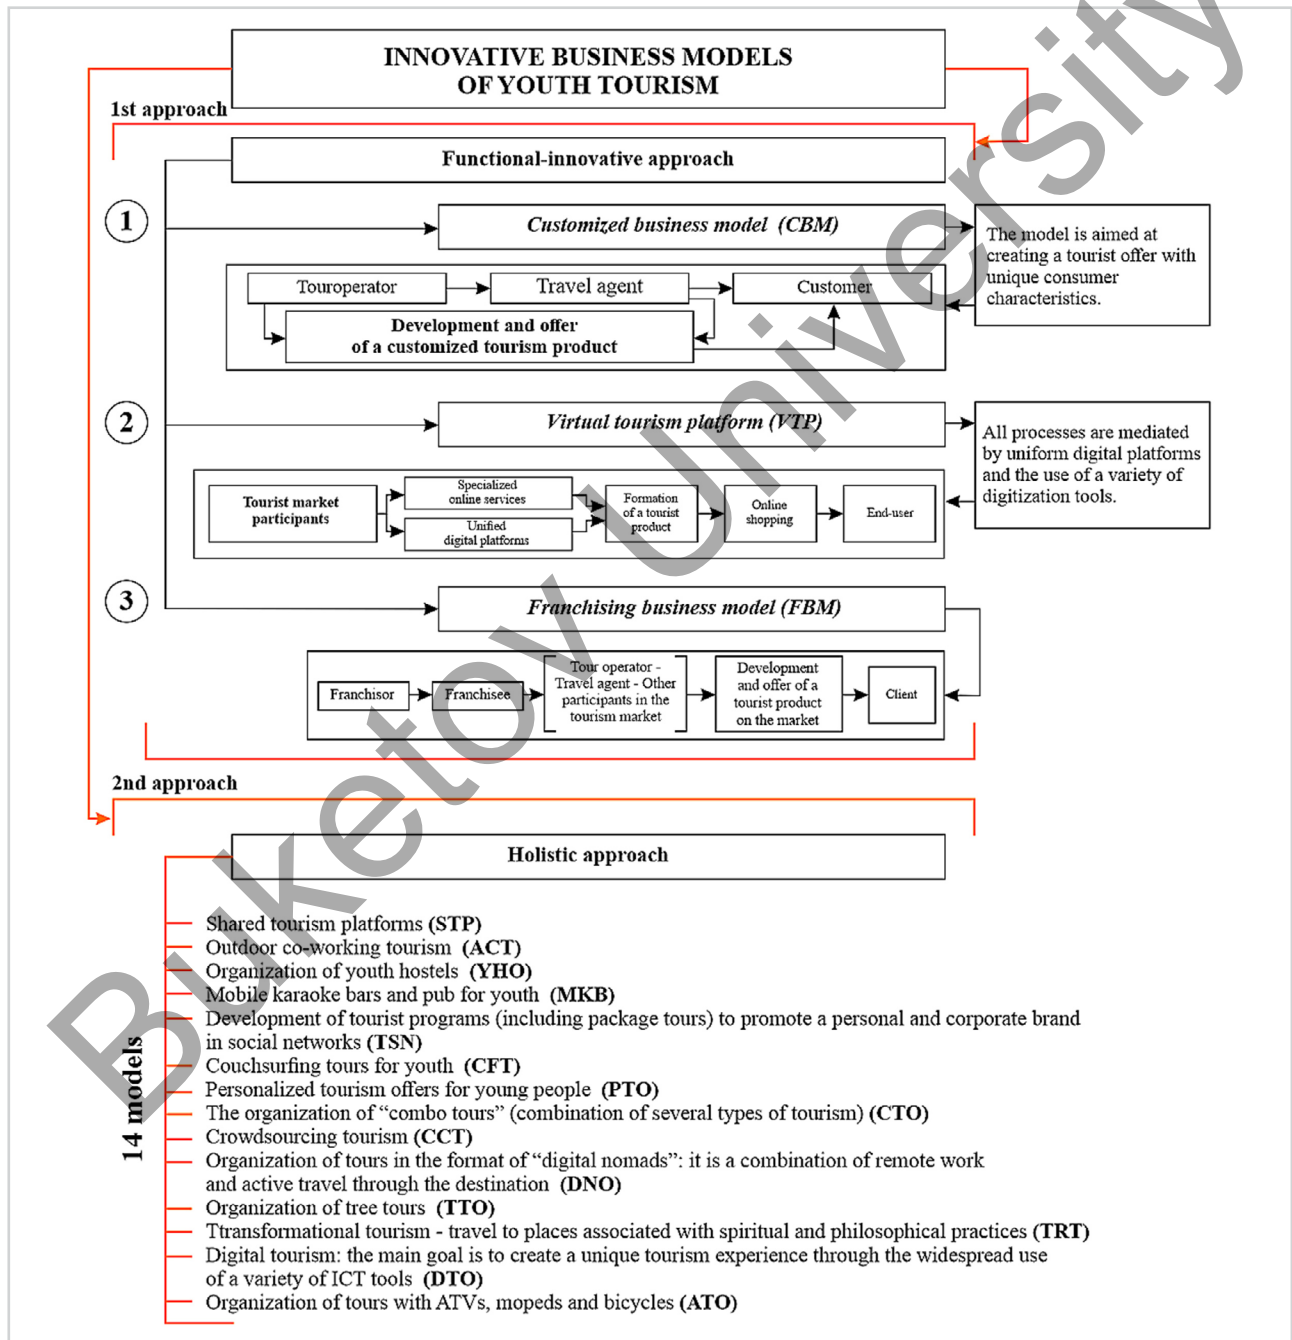 INNOVATIVE BUSINESS MODELS
OF YOUTH TOURISM
1st approach
Functional-innovative approach
1
Customized business model (CBM)
The model is aimed at
creating a tourist offer with
unique consumer
characteristics.
Touroperator
Travel agent
Customer
Development and offer
of a customized tourism product
2
Virtual tourism platform (VTP)
All processes are mediated
by uniform digital platforms
and the use of a variety of
digitization tools.
Tourist market
participants
Specialized
online services
Unified
digital platforms
Formation
of a tourist
product
Online
shopping
End-user
3
Franchising business model (FBM)
Franchisor
Franchisee
Tour operator -
Travel agent - Other
participants in the
tourism market
Development
and offer of a
tourist product
on the market
Client
2nd approach
Holistic approach
14 models
Shared tourism platforms (STP)
Outdoor co-working tourism (ACT)
Organization of youth hostels (YHO)
Mobile karaoke bars and pub for youth (MKB)
Development of tourist programs (including package tours) to promote a personal and corporate brand
in social networks (TSN)
Couchsurfing tours for youth (CFT)
Personalized tourism offers for young people (PTO)
The organization of “combo tours” (combination of several types of tourism) (CTO)
Crowdsourcing tourism (CCT)
Organization of tours in the format of “digital nomads”: it is a combination of remote work
and active travel through the destination (DNO)
Organization of tree tours (TTO)
Ttransformational tourism - travel to places associated with spiritual and philosophical practices (TRT)
Digital tourism: the main goal is to create a unique tourism experience through the widespread use
of a variety of ICT tools (DTO)
Organization of tours with ATVs, mopeds and bicycles (ATO)
Buketov University